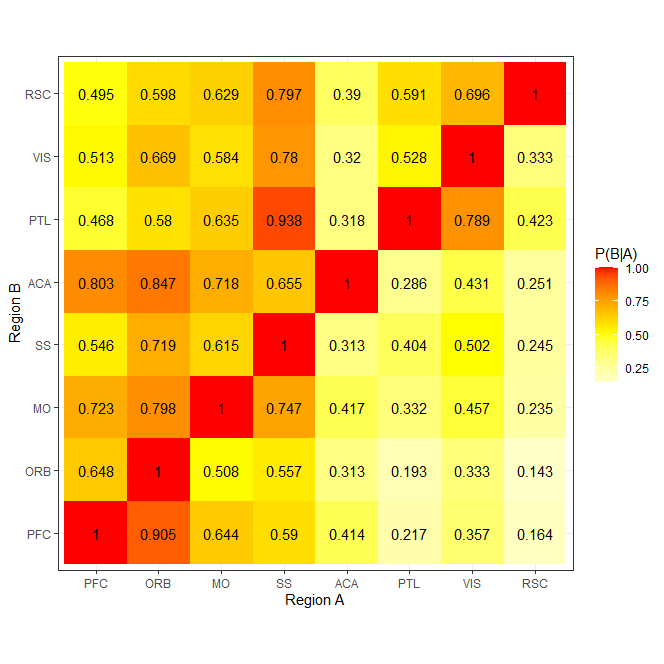 RSC 0.495 0.598 0.629 0.797 0.39 0.591 0.696 1
VIS 0.513 0.669 0.584 0.78 0.32 0.528 1 0.333
PTL 0.468 0.58 0.635 0.938 0.318 1 0.789 0.423
ACA 0.803 0.847 0.718 0.655 1 0.286 0.431 0.251
SS 0.546 0.719 0.615 1 0.313 0.404 0.502 0.245
MO 0.723 0.798 1 0.747 0.417 0.332 0.457 0.235
ORB 0.648 1 0.508 0.557 0.313 0.193 0.333 0.143
PFC 1 0.905 0.644 0.59 0.414 0.217 0.357 0.164
PFC ORB MO SS ACA PTL VIS RSC
Region A
Region B
P(B|A)
1.00
0.75
0.50
0.25